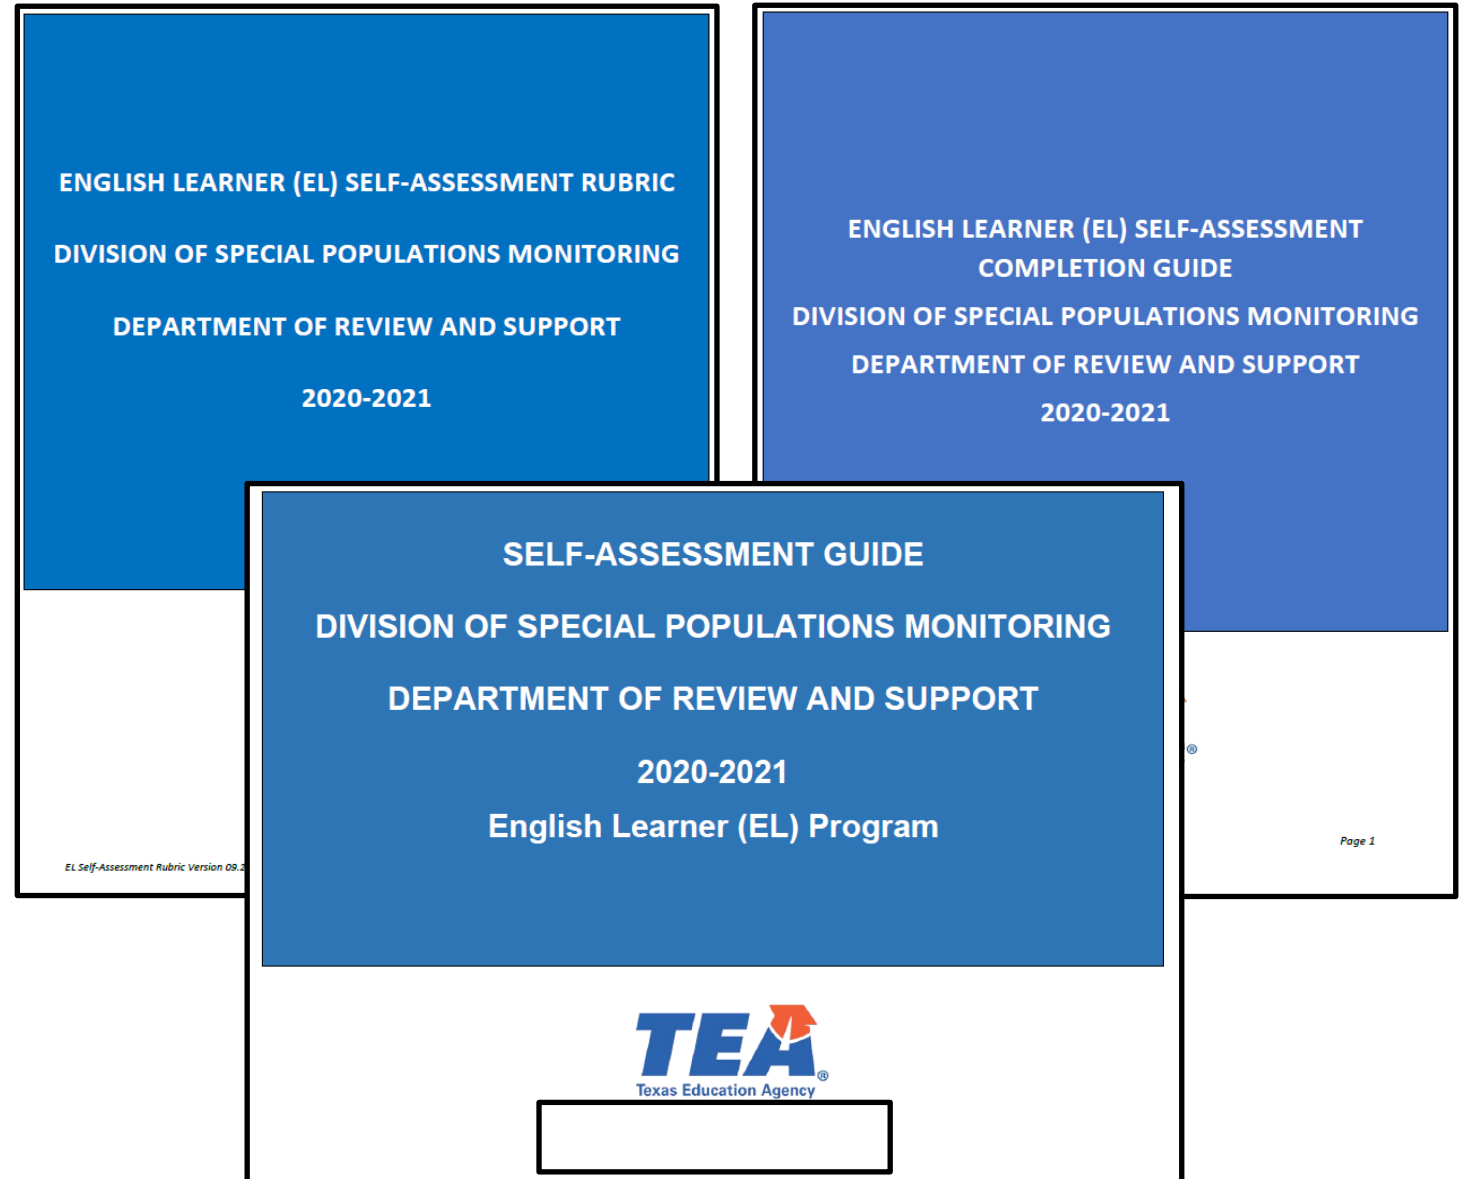 ENGLISH LEARNER (EL) SELF-ASSESSMENT RUBRIC
DIVISION OF SPECIAL POPULATIONS MONITORING
DEPARTMENT OF REVIEW AND SUPPORT
2020-2021
EL Self-Assessment Rubric Version 09.2
ENGLISH LEARNER (EL) SELF-ASSESSMENT
COMPLETION GUIDE
DIVISION OF SPECIAL POPULATIONS MONITORING
DEPARTMENT OF REVIEW AND SUPPORT
2020-2021
®
Page 1
SELF-ASSESSMENT GUIDE
DIVISION OF SPECIAL POPULATIONS MONITORING
DEPARTMENT OF REVIEW AND SUPPORT
2020-2021
English Learner (EL) Program
TEA®
Texas Education Agency